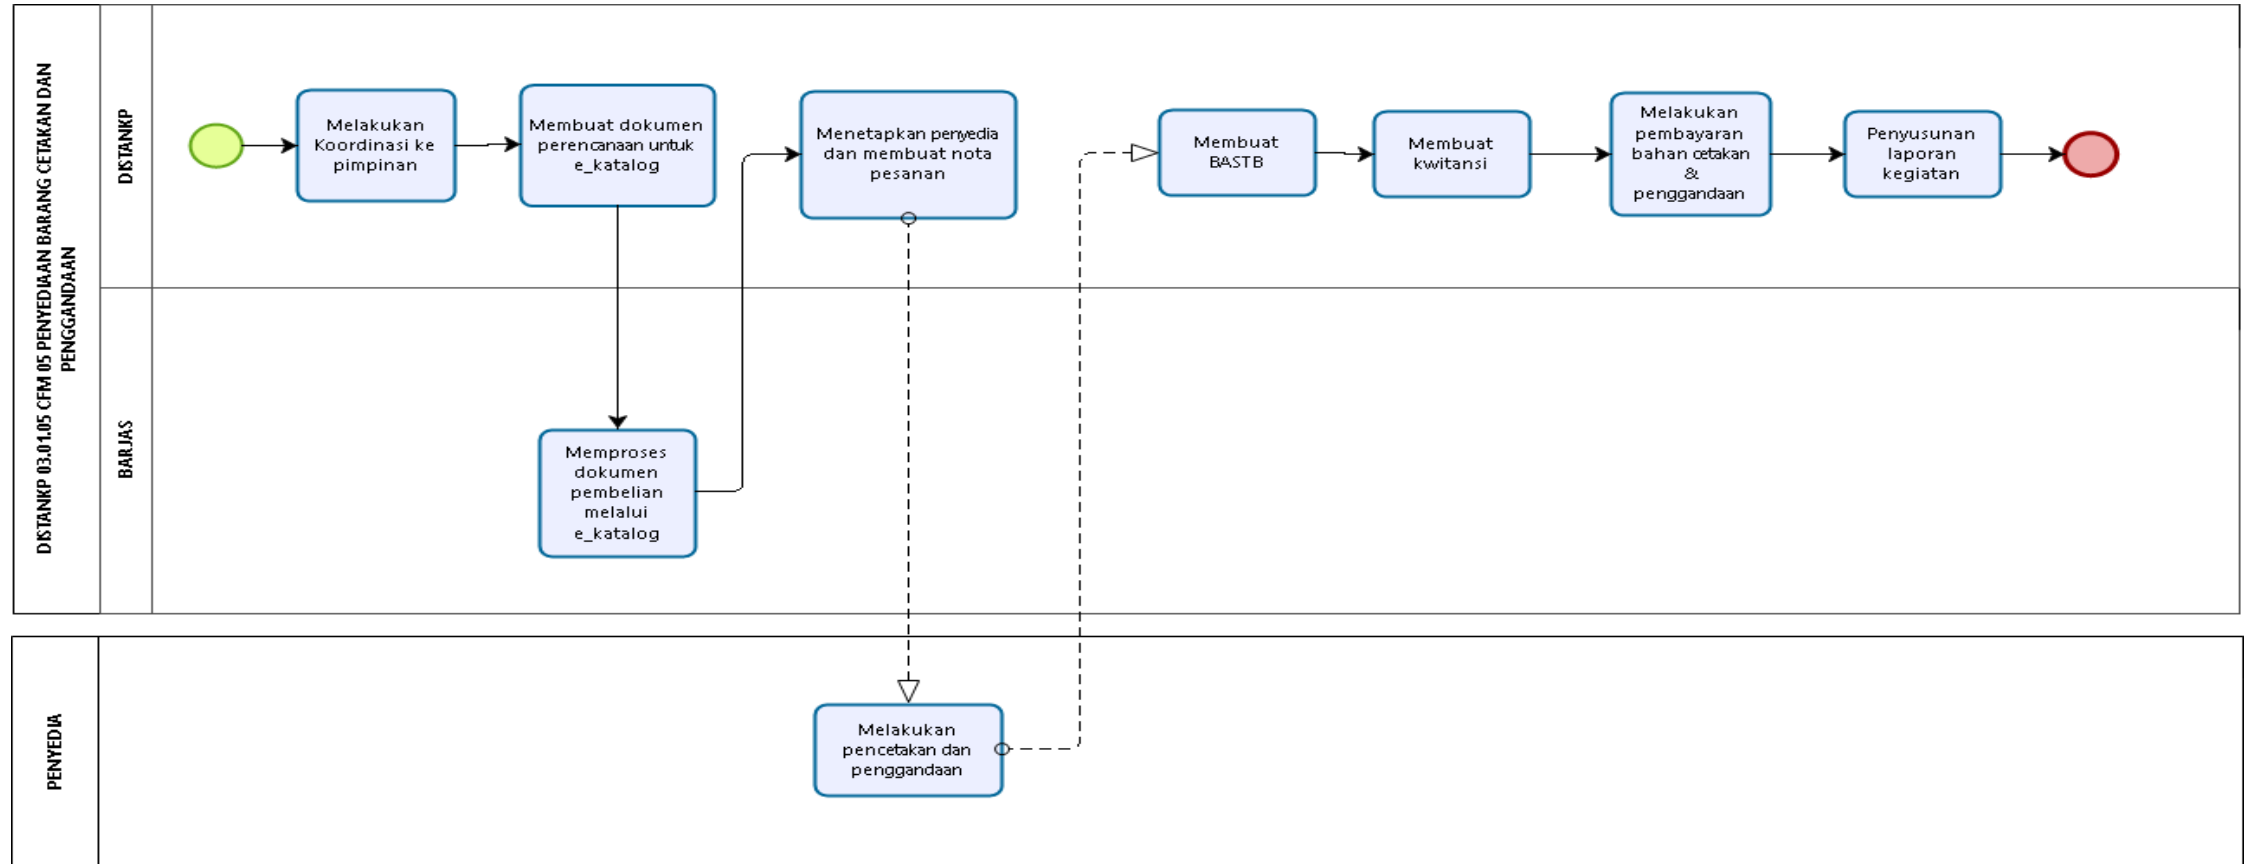 DISTANKP 03.01.05 CFM 05 PENYEDIAAN BARANG CETAKAN DAN
PENGGANDAAN
DISTANKP
Melakukan
Koordinasi ke
pimpinan
Membuat dokumen
perencanaan untuk
e_katalog
Menetapkan penyedia
dan membuat nota
pesanan
Membuat
BASTB
Membuat
kwitansi
Melakukan
pembayaran
bahan cetakan
&
penggandaan
Penyusunan
laporan
kegiatan
BARJAS
Memproses
dokumen
pembelian
melalui
e_katalog
PENYEDIA
Melakukan
pencetakan dan
penggandaan